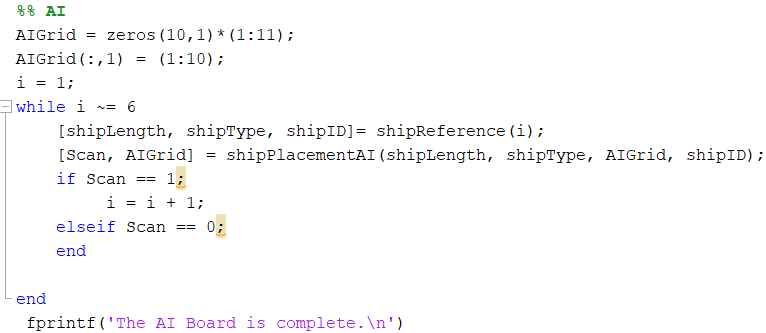 %% AI
AIGrid = zeros(10,1)*(1:11);
AIGrid(:,1) = (1:10);
i = 1;
while i ~= 6
    [shipLength, shipType, shipID]= shipReference(i);
    [Scan, AIGrid] = shipPlacementAI(shipLength, shipType, AIGrid, shipID);
    if Scan == 1;
         i = i + 1;
    elseif Scan == 0;
    end
end
 fprintf('The AI Board is complete.\n')